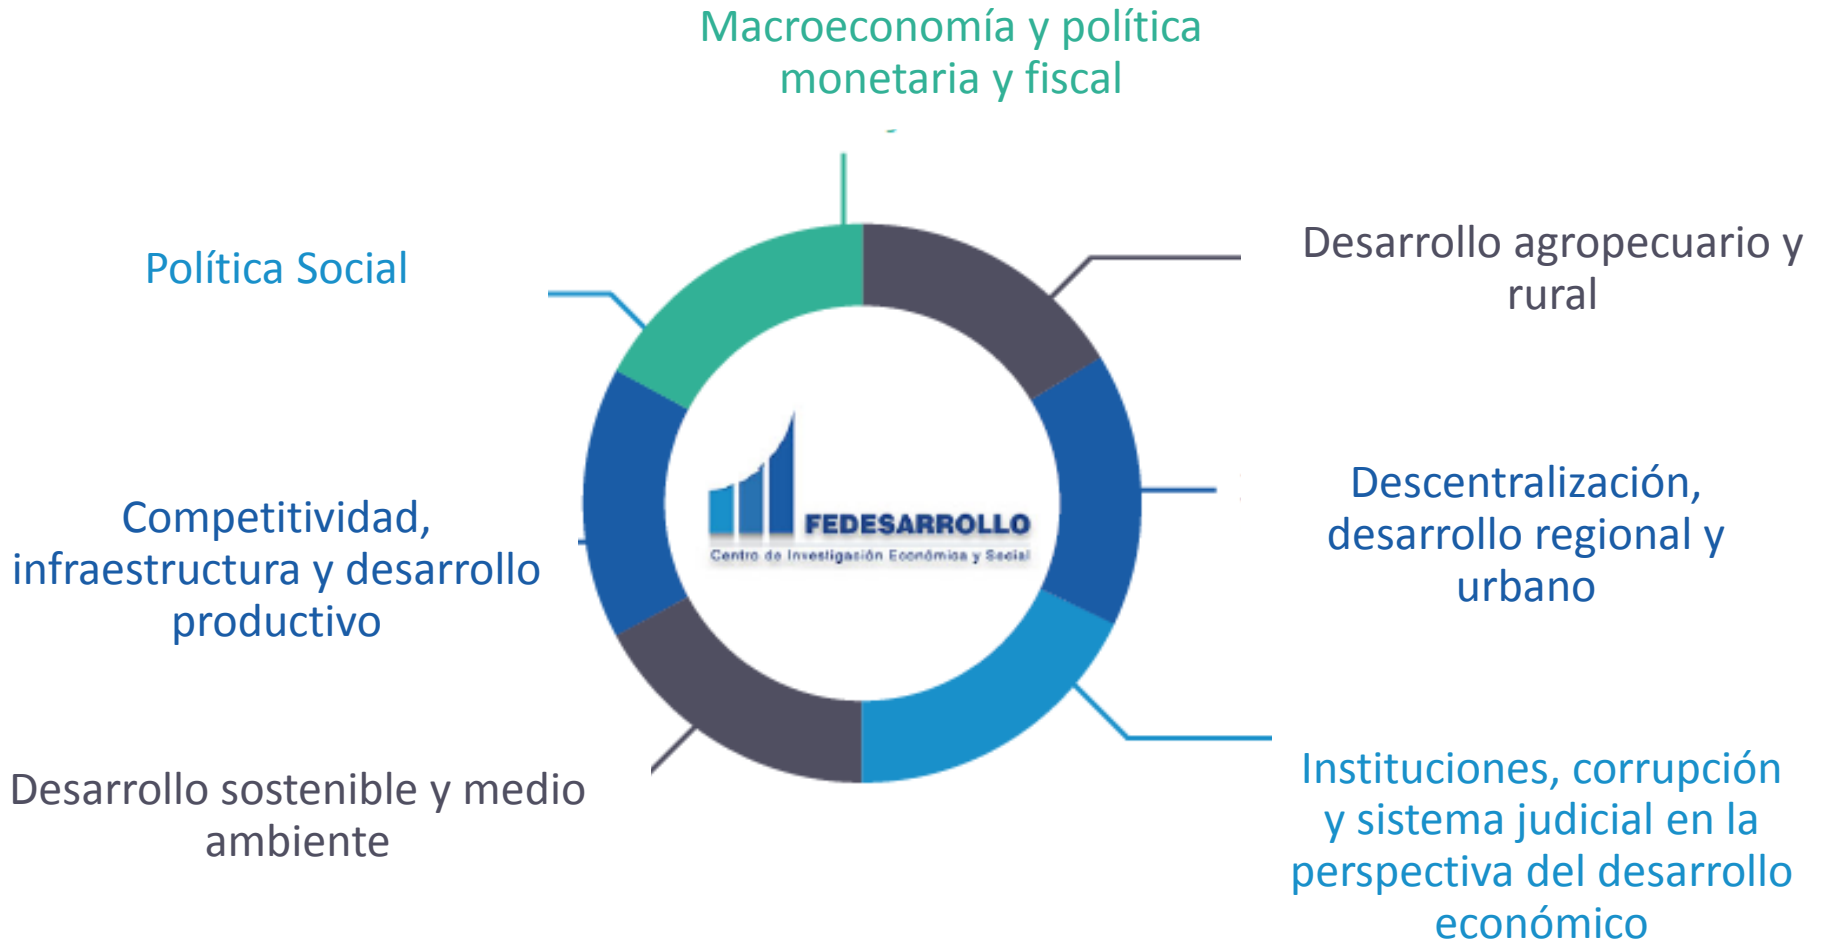 Macroeconomía y política
monetaria y fiscal
Política Social
Desarrollo agropecuario y
rural
Competitividad,
infraestructura y desarrollo
productivo
FEDESARROLLO
Centro de Investigación Económica y Social
Descentralización,
desarrollo regional y
urbano
Desarrollo sostenible y medio
ambiente
Instituciones, corrupción
y sistema judicial en la
perspectiva del desarrollo
económico